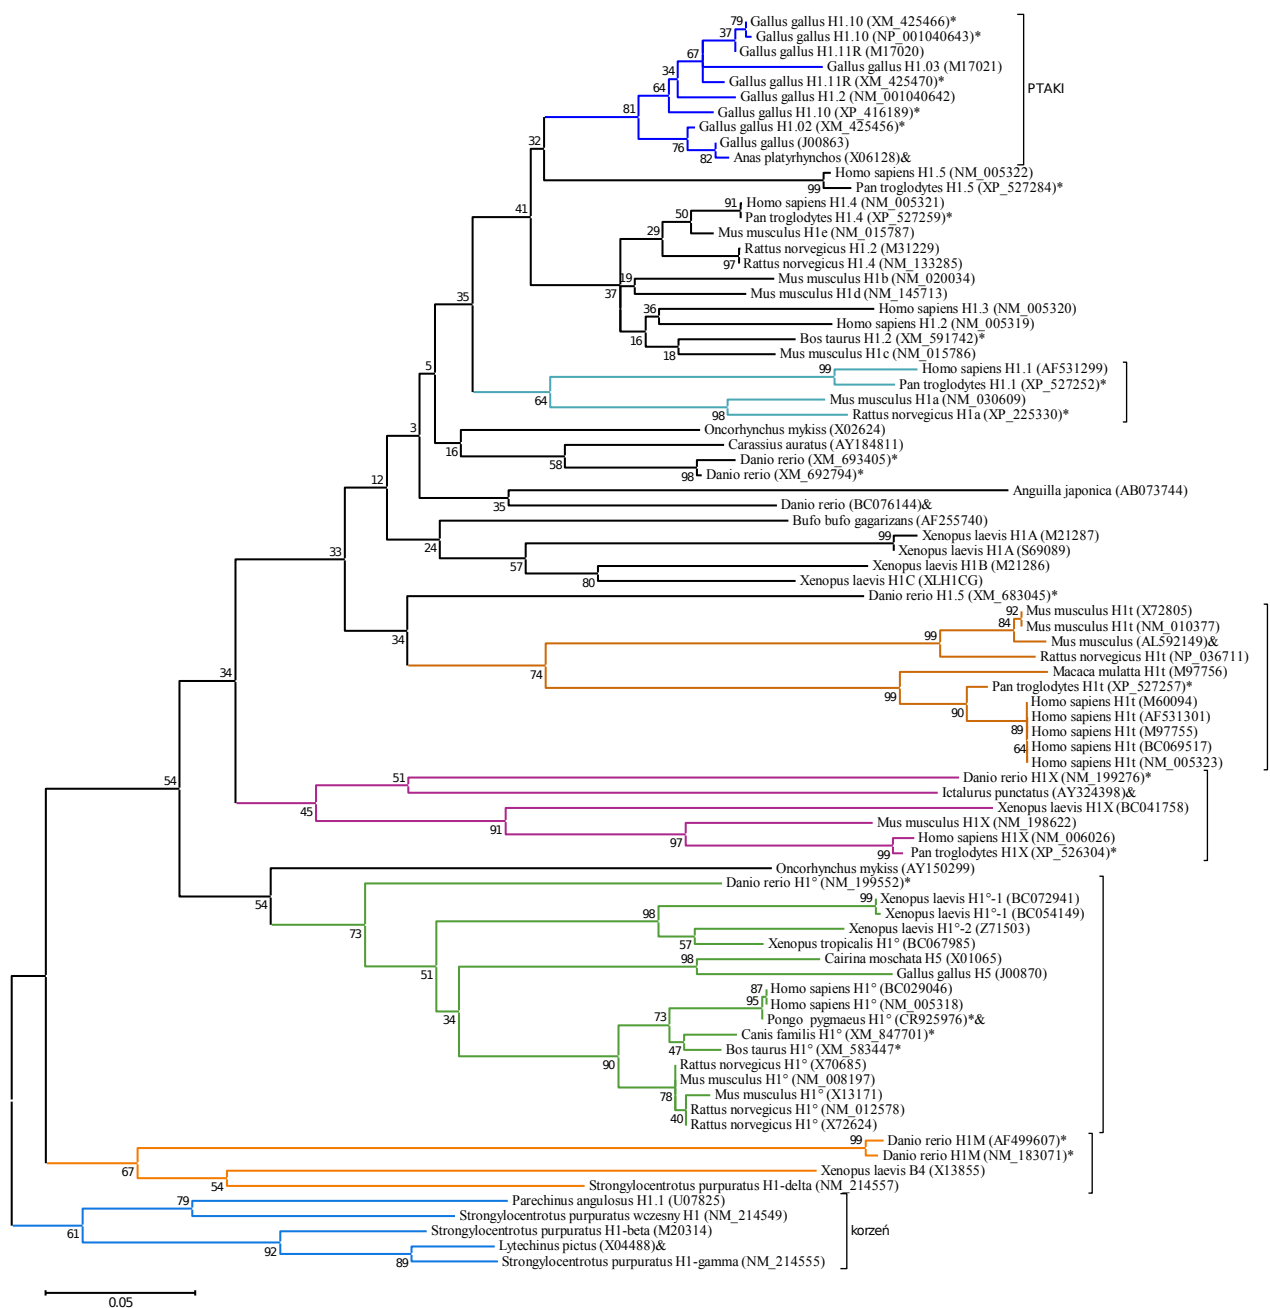 79 Gallus gallus H1.10 (XM_425466)*
37 Gallus gallus H1.10 (NP_001040643)*
Gallus gallus H1.11R (M17020)
67 Gallus gallus H1.03 (M17021)
34 Gallus gallus H1.11R (XM_425470)*
64 Gallus gallus H1.2 (NM_001040642)
PTAKI
81 Gallus gallus H1.10 (XP_416189)*
Gallus gallus H1.02 (XM_425456)*
76 Gallus gallus (J00863)
82 Anas platyrhynchos (X06128)&
32
Homo sapiens H1.5 (NM_005322)
99 Pan troglodytes H1.5 (XP_527284)*
41
91 Homo sapiens H1.4 (NM_005321)
50 Pan troglodytes H1.4 (XP_527259)*
29 Mus musculus H1e (NM_015787)
Rattus norvegicus H1.2 (M31229)
97 Rattus norvegicus H1.4 (NM_133285)
19 Mus musculus H1b (NM_020034)
37 Mus musculus H1d (NM_145713)
35
36 Homo sapiens H1.3 (NM_005320)
Homo sapiens H1.2 (NM_005319)
16 Bos taurus H1.2 (XM_591742)*
18 Mus musculus H1c (NM_015786)
5
99 Homo sapiens H1.1 (AF531299)
Pan troglodytes H1.1 (XP_527252)*
64 Mus musculus H1a (NM_030609)
98 Rattus norvegicus H1a (XP_225330)*
3
Oncorhynchus mykiss (X02624)
16 Carassius auratus (AY184811)
58 Danio rerio (XM_693405)*
98 Danio rerio (XM_692794)*
12
Anguilla japonica (AB073744)
35 Danio rerio (BC076144)&
Bufo bufo gagarizans (AF255740)
99 Xenopus laevis H1A (M21287)
24 Xenopus laevis H1A (S69089)
33
57 Xenopus laevis H1B (M21286)
80 Xenopus laevis H1C (XLH1CG)
Danio rerio H1.5 (XM_683045)*
34
92 Mus musculus H1t (X72805)
84 Mus musculus H1t (NM_010377)
99 Mus musculus (AL592149)&
Rattus norvegicus H1t (NP_036711)
74 Macaca mulatta H1t (M97756)
34
99 Pan troglodytes H1t (XP_527257)*
90 Homo sapiens H1t (M60094)
Homo sapiens H1t (AF531301)
89 Homo sapiens H1t (M97755)
64 Homo sapiens H1t (BC069517)
Homo sapiens H1t (NM_005323)
54
51 Danio rerio H1X (NM_199276)*
Ictalurus punctatus (AY324398)&
45 Xenopus laevis H1X (BC041758)
91 Mus musculus H1X (NM_198622)
97 Homo sapiens H1X (NM_006026)
99 Pan troglodytes H1X (XP_526304)*
Oncorhynchus mykiss (AY150299)
54
Danio rerio H1° (NM_199552)*
99 Xenopus laevis H1°-1 (BC072941)
98 Xenopus laevis H1°-1 (BC054149)
73 Xenopus laevis H1°-2 (Z71503)
57 Xenopus tropicalis H1° (BC067985)
98 Cairina moschata H5 (X01065)
51 Gallus gallus H5 (J00870)
87 Homo sapiens H1° (BC029046)
95 Homo sapiens H1° (NM_005318)
34 73 Pongo pygmaeus H1° (CR925976)*&
Canis familis H1° (XM_847701)*
47 Bos taurus H1° (XM_583447*
90 Rattus norvegicus H1° (X70685)
Mus musculus H1° (NM_008197)
78 Mus musculus H1° (X13171)
Rattus norvegicus H1° (NM_012578)
40 Rattus norvegicus H1° (X72624)
99 Danio rerio H1M (AF499607)*
Danio rerio H1M (NM_183071)*
67 Xenopus laevis B4 (X13855)
54 Strongylocentrotus purpuratus H1-delta (NM_214557)
79 Parechinus angulosus H1.1 (U07825)
Strongylocentrotus purpuratus wczesny H1 (NM_214549)
61 Strongylocentrotus purpuratus H1-beta (M20314)
korzeń
92 Lytechinus pictus (X04488)&
89 Strongylocentrotus purpuratus H1-gamma (NM_214555)
0.05